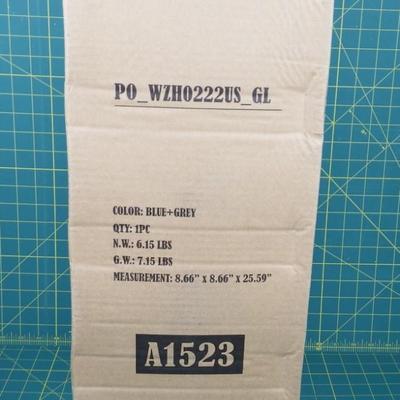 PO_WZH0222US_GL
COLOR: BLUE+GREY
QTY: 1PC
N.W.: 6.15 LBS
G.W.: 7.15 LBS
MEASUREMENT: 8.66” x 8.66” x 25.59”
A1523